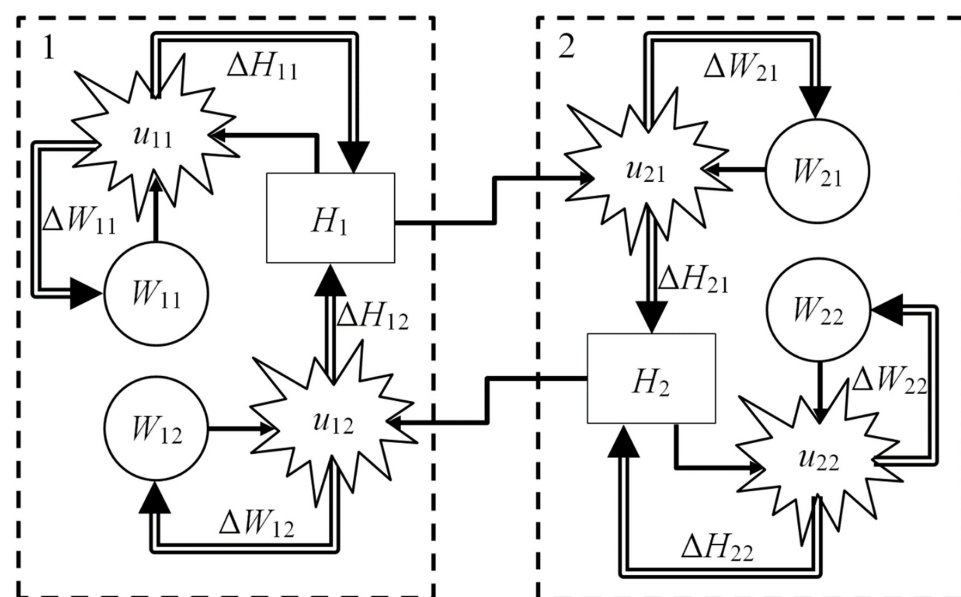 1
ΔH₁₁
u₁₁
ΔW₁₁
H₁
W₁₁
ΔH₁₂
W₁₂
u₁₂
ΔW₁₂
2
ΔW₂₁
u₂₁
W₂₁
ΔH₂₁
W₂₂
H₂
ΔW₂₂
u₂₂
ΔH₂₂